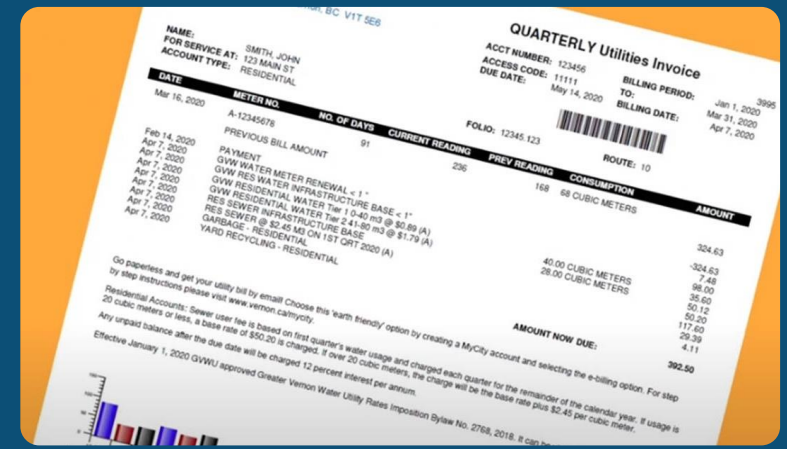 on, BC V1T 5E6
QUARTERLY Utilities Invoice
NAME: SMITH, JOHN
FOR SERVICE AT: 123 MAIN ST
ACCOUNT TYPE: RESIDENTIAL
ACCT NUMBER: 123456
ACCESS CODE: 11111
DUE DATE: May 14, 2020
3995
BILLING PERIOD: Jan 1, 2020
TO: Mar 31, 2020
BILLING DATE: Apr 7, 2020
FOLIO: 12345.123
ROUTE: 10
DATE METER NO. NO. OF DAYS CURRENT READING PREV READING CONSUMPTION AMOUNT
Mar 16, 2020 A-12345678 91 236 168 68 CUBIC METERS
PREVIOUS BILL AMOUNT 324.63
Feb 14, 2020 PAYMENT -324.63
Apr 7, 2020 GVW WATER METER RENEWAL < 1" 7.48
Apr 7, 2020 GVW RES WATER INFRASTRUCTURE BASE < 1" 98.00
Apr 7, 2020 GVW RESIDENTIAL WATER Tier 1 0-40 m3 @ $0.89 (A) 40.00 CUBIC METERS 35.60
Apr 7, 2020 GVW RESIDENTIAL WATER Tier 2 41-80 m3 @ $1.79 (A) 28.00 CUBIC METERS 50.12
Apr 7, 2020 RES SEWER INFRASTRUCTURE BASE 50.20
Apr 7, 2020 RES SEWER @ $2.45 M3 ON 1ST QRT 2020 (A) 117.60
Apr 7, 2020 GARBAGE - RESIDENTIAL 29.39
Apr 7, 2020 YARD RECYCLING - RESIDENTIAL 4.11
AMOUNT NOW DUE: 392.50
Go paperless and get your utility bill by email! Choose this 'earth friendly' option by creating a MyCity account and selecting the e-billing option. For step
by step instructions please visit www.vernon.ca/mycity.
Residential Accounts: Sewer user fee is based on first quarter's water usage and charged each quarter for the remainder of the calendar year. If usage is
20 cubic meters or less, a base rate of $50.20 is charged. If over 20 cubic meters, the charge will be the base rate plus $2.45 per cubic meter.
Any unpaid balance after the due date will be charged 12 percent interest per annum.
Effective January 1, 2020 GVWU approved Greater Vernon Water Utility Rates Imposition Bylaw No. 2768, 2018. It can be